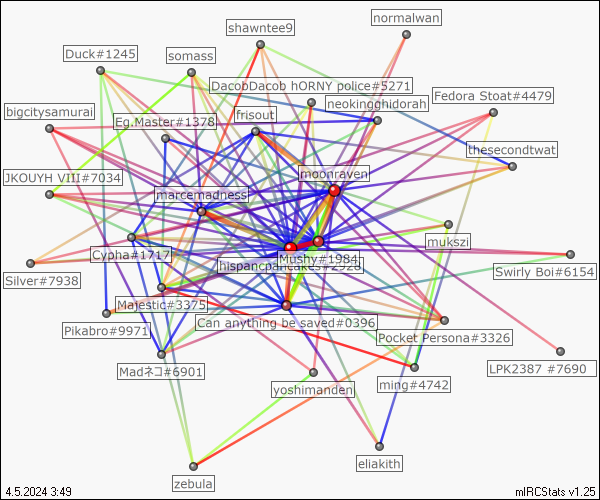 normalwan
shawntee9
Duck#1245
somass
DacobDacob hORNY police#5271
Fedora Stoat#4479
bigcitysamurai
neokingghidorah
Eg.Master#1378
frisout
thesecondtwat
JKOUYH VIII#7034
moonraven
marcemadness
mukszi
Cypha#1717
Mushy#1984
hispancpancakes#2928
Silver#7938
Swirly Boi#6154
Majestic#3375
Pikabro#9971
Can anything be saved#0396
Pocket Persona#3326
Madネコ#6901
LPK2387 #7690
yoshimanden
ming#4742
eliakith
zebula
4.5.2024 3:49
mIRCStats v1.25